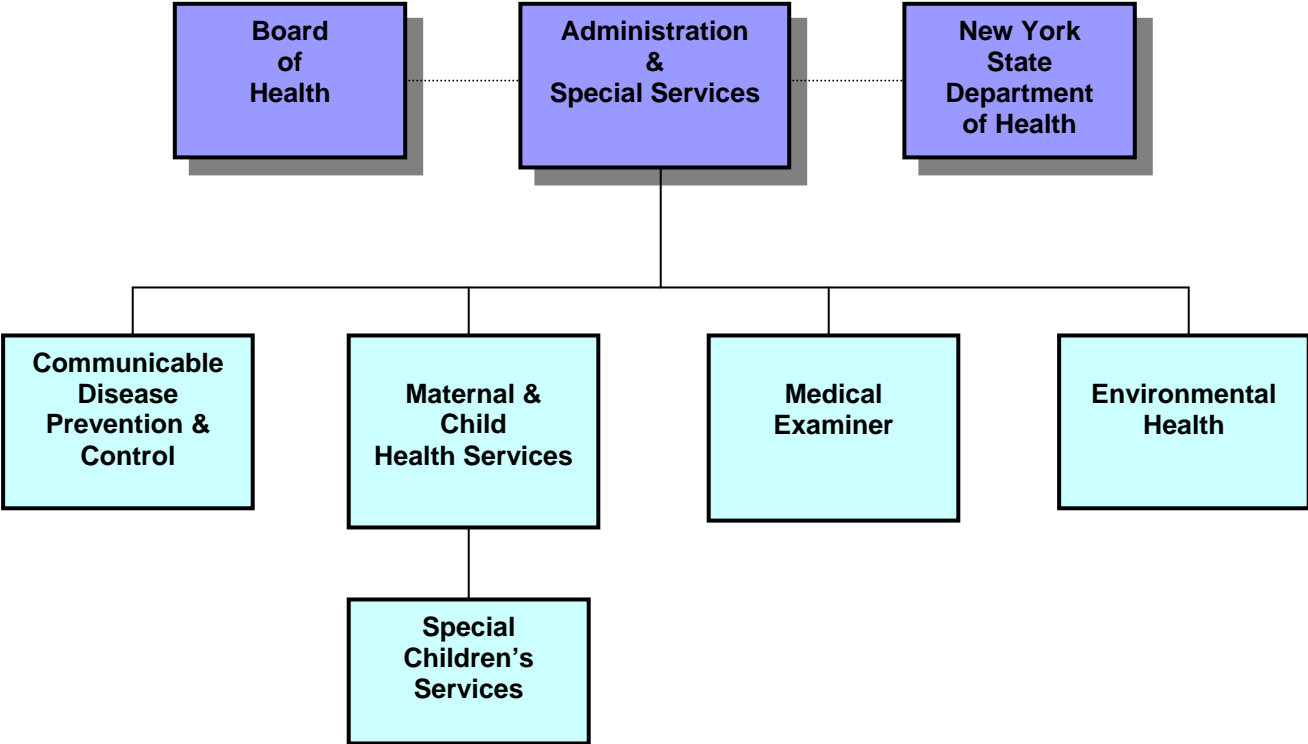 Board
of
Health
Administration
&
Special Services
New York
State
Department
of Health
Communicable
Disease
Prevention &
Control
Maternal &
Child
Health Services
Medical
Examiner
Environmental
Health
Special
Children’s
Services